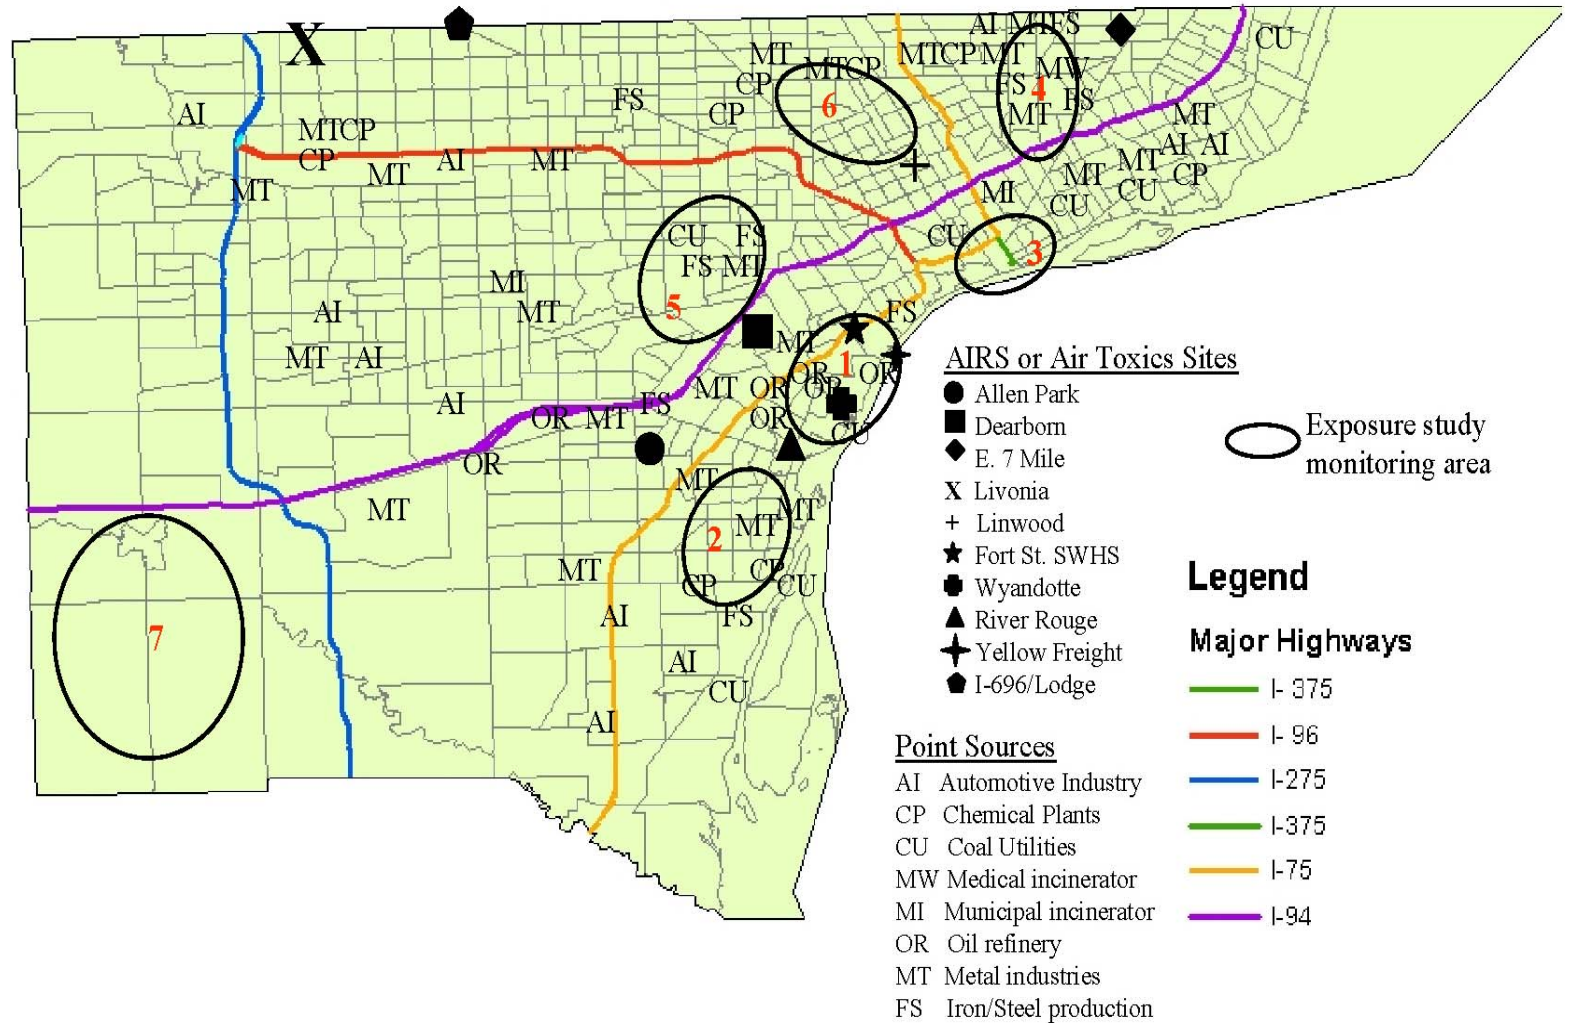 AI MTFS
X
CU
MT
MTCPMT
MTCP
MW
CP
FS
4
FS
6
FS
CP
MT
MT
AI
MTCP
AI AI
MT
CP
AI
MT
MT
MT
CP
CU
MT
MI
CU
CU
FS
CU
3
FS MT
MI
5
AI
MT
FS
MT
MT
AI
1
OR
OR
MT
OR
OR
AI
FS
OR
MT
OR
CU
OR
MT
MT
MT
MT
2
MT
CP
CP
CU
AI
FS
7
AI
CU
AI
AIRS or Air Toxics Sites
Allen Park
Dearborn
E. 7 Mile
X Livonia
+ Linwood
Fort St. SWHS
Wyandotte
River Rouge
Yellow Freight
I-696/Lodge
Exposure study
monitoring area
Legend
Major Highways
I- 375
I- 96
I-275
I-375
I-75
I-94
Point Sources
AI Automotive Industry
CP Chemical Plants
CU Coal Utilities
MW Medical incinerator
MI Municipal incinerator
OR Oil refinery
MT Metal industries
FS Iron/Steel production